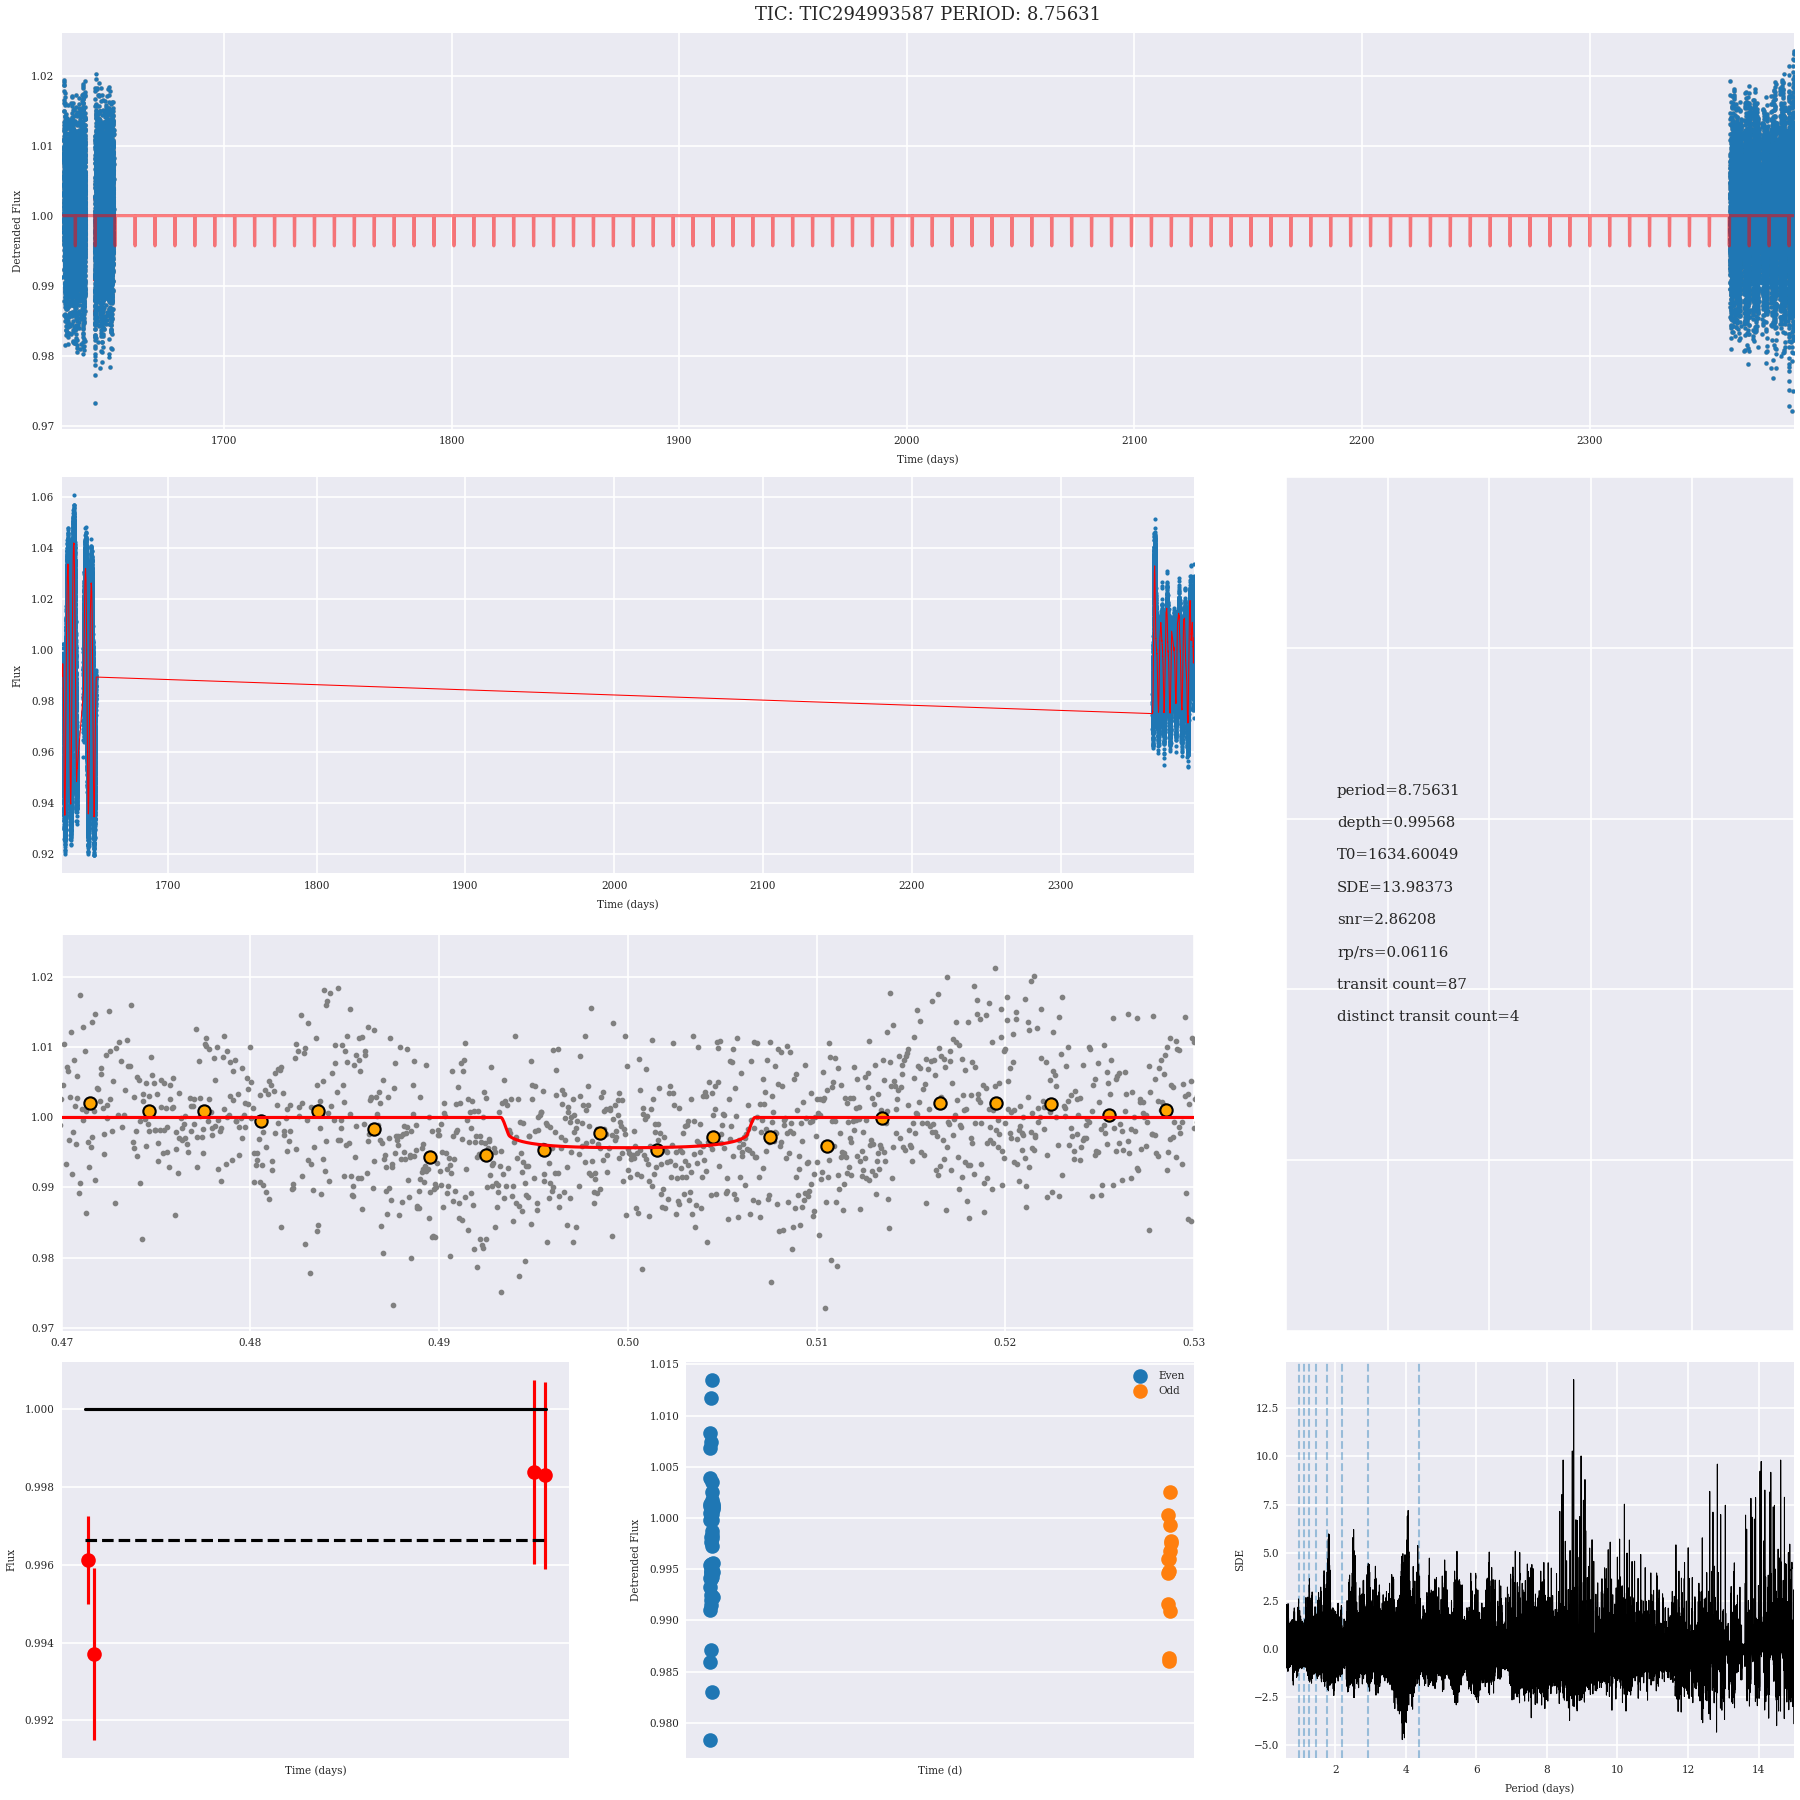 TIC: TIC294993587 PERIOD: 8.75631
1.02
1.01
1.00
0.99
0.98
0.97
Detrended Flux
1700 1800 1900 2000 2100 2200 2300
Time (days)
1.06
1.04
1.02
1.00
0.98
0.96
0.94
0.92
Flux
1700 1800 1900 2000 2100 2200 2300
Time (days)
period=8.75631
depth=0.99568
T0=1634.60049
SDE=13.98373
snr=2.86208
rp/rs=0.06116
transit count=87
distinct transit count=4
1.02
1.01
1.00
0.99
0.98
0.97
0.47 0.48 0.49 0.50 0.51 0.52 0.53
1.000
0.998
0.996
0.994
0.992
Flux
Time (days)
1.015
1.010
1.005
1.000
0.995
0.990
0.985
0.980
Detrended Flux
Even
Odd
Time (d)
12.5
10.0
7.5
5.0
2.5
0.0
−2.5
−5.0
SDE
2 4 6 8 10 12 14
Period (days)